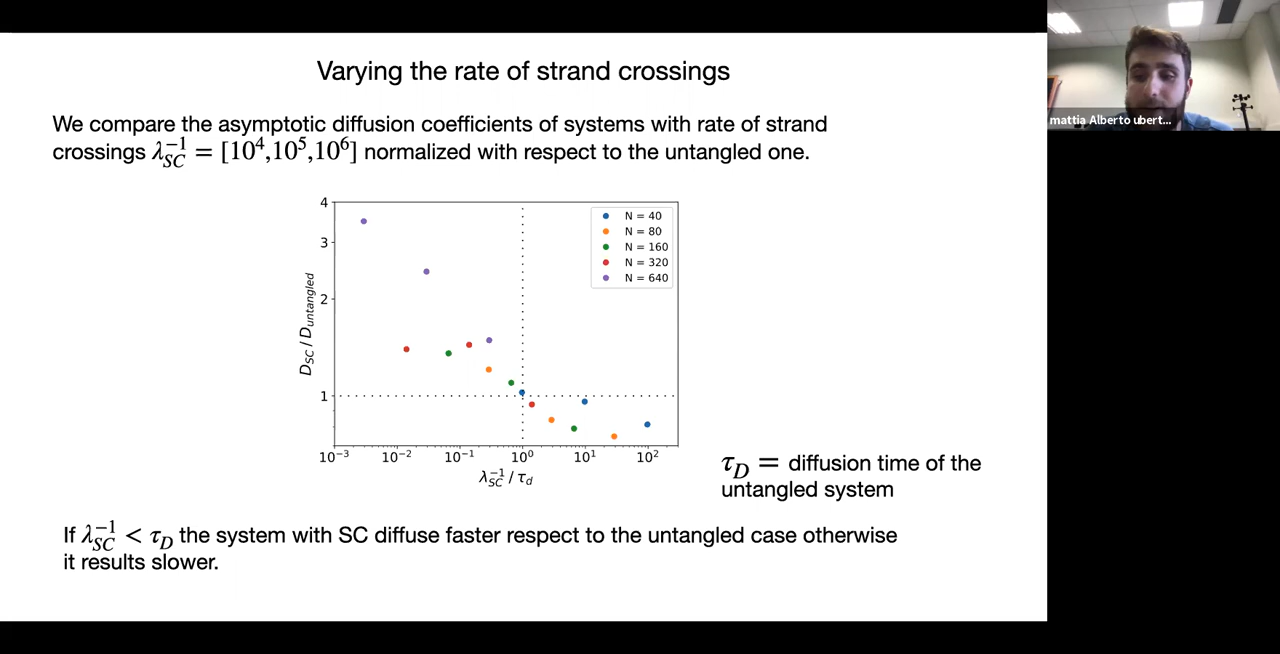 Varying the rate of strand crossings
We compare the asymptotic diffusion coefficients of systems with rate of strand
crossings λ_SC^−1 = [10^4,10^5,10^6] normalized with respect to the untangled one.
4
3
2
1
D_SC / D_untangled
N = 40
N = 80
N = 160
N = 320
N = 640
10^−3 10^−2 10^−1 10^0 10^1 10^2
λ_SC^−1 / τ_d
τ_D = diffusion time of the
untangled system
If λ_SC^−1 < τ_D the system with SC diffuse faster respect to the untangled case otherwise
it results slower.
mattia Alberto ubert...